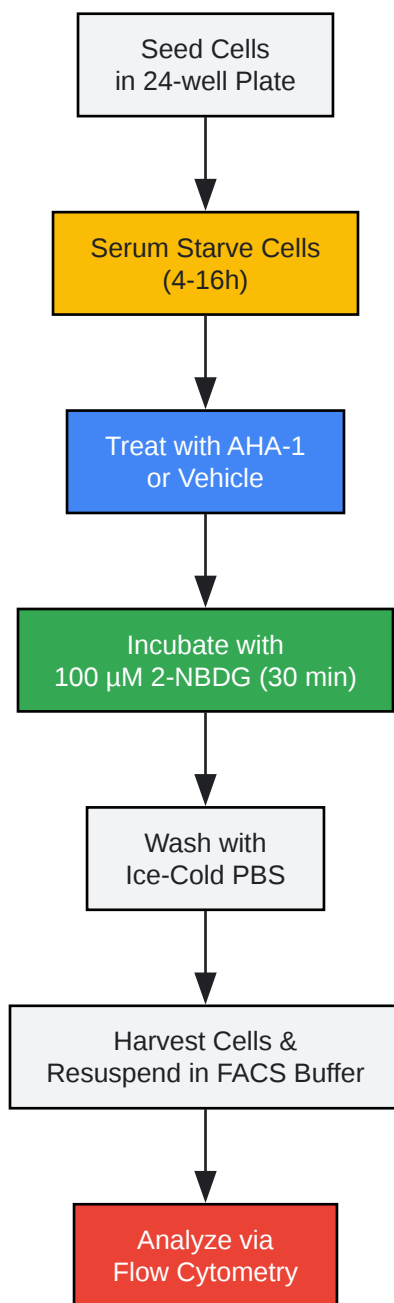 Seed Cells
in 24-well Plate
Serum Starve Cells
(4-16h)
Treat with AHA-1
or Vehicle
Incubate with
100 µM 2-NBDG (30 min)
Wash with
Ice-Cold PBS
Harvest Cells &
Resuspend in FACS Buffer
Analyze via
Flow Cytometry